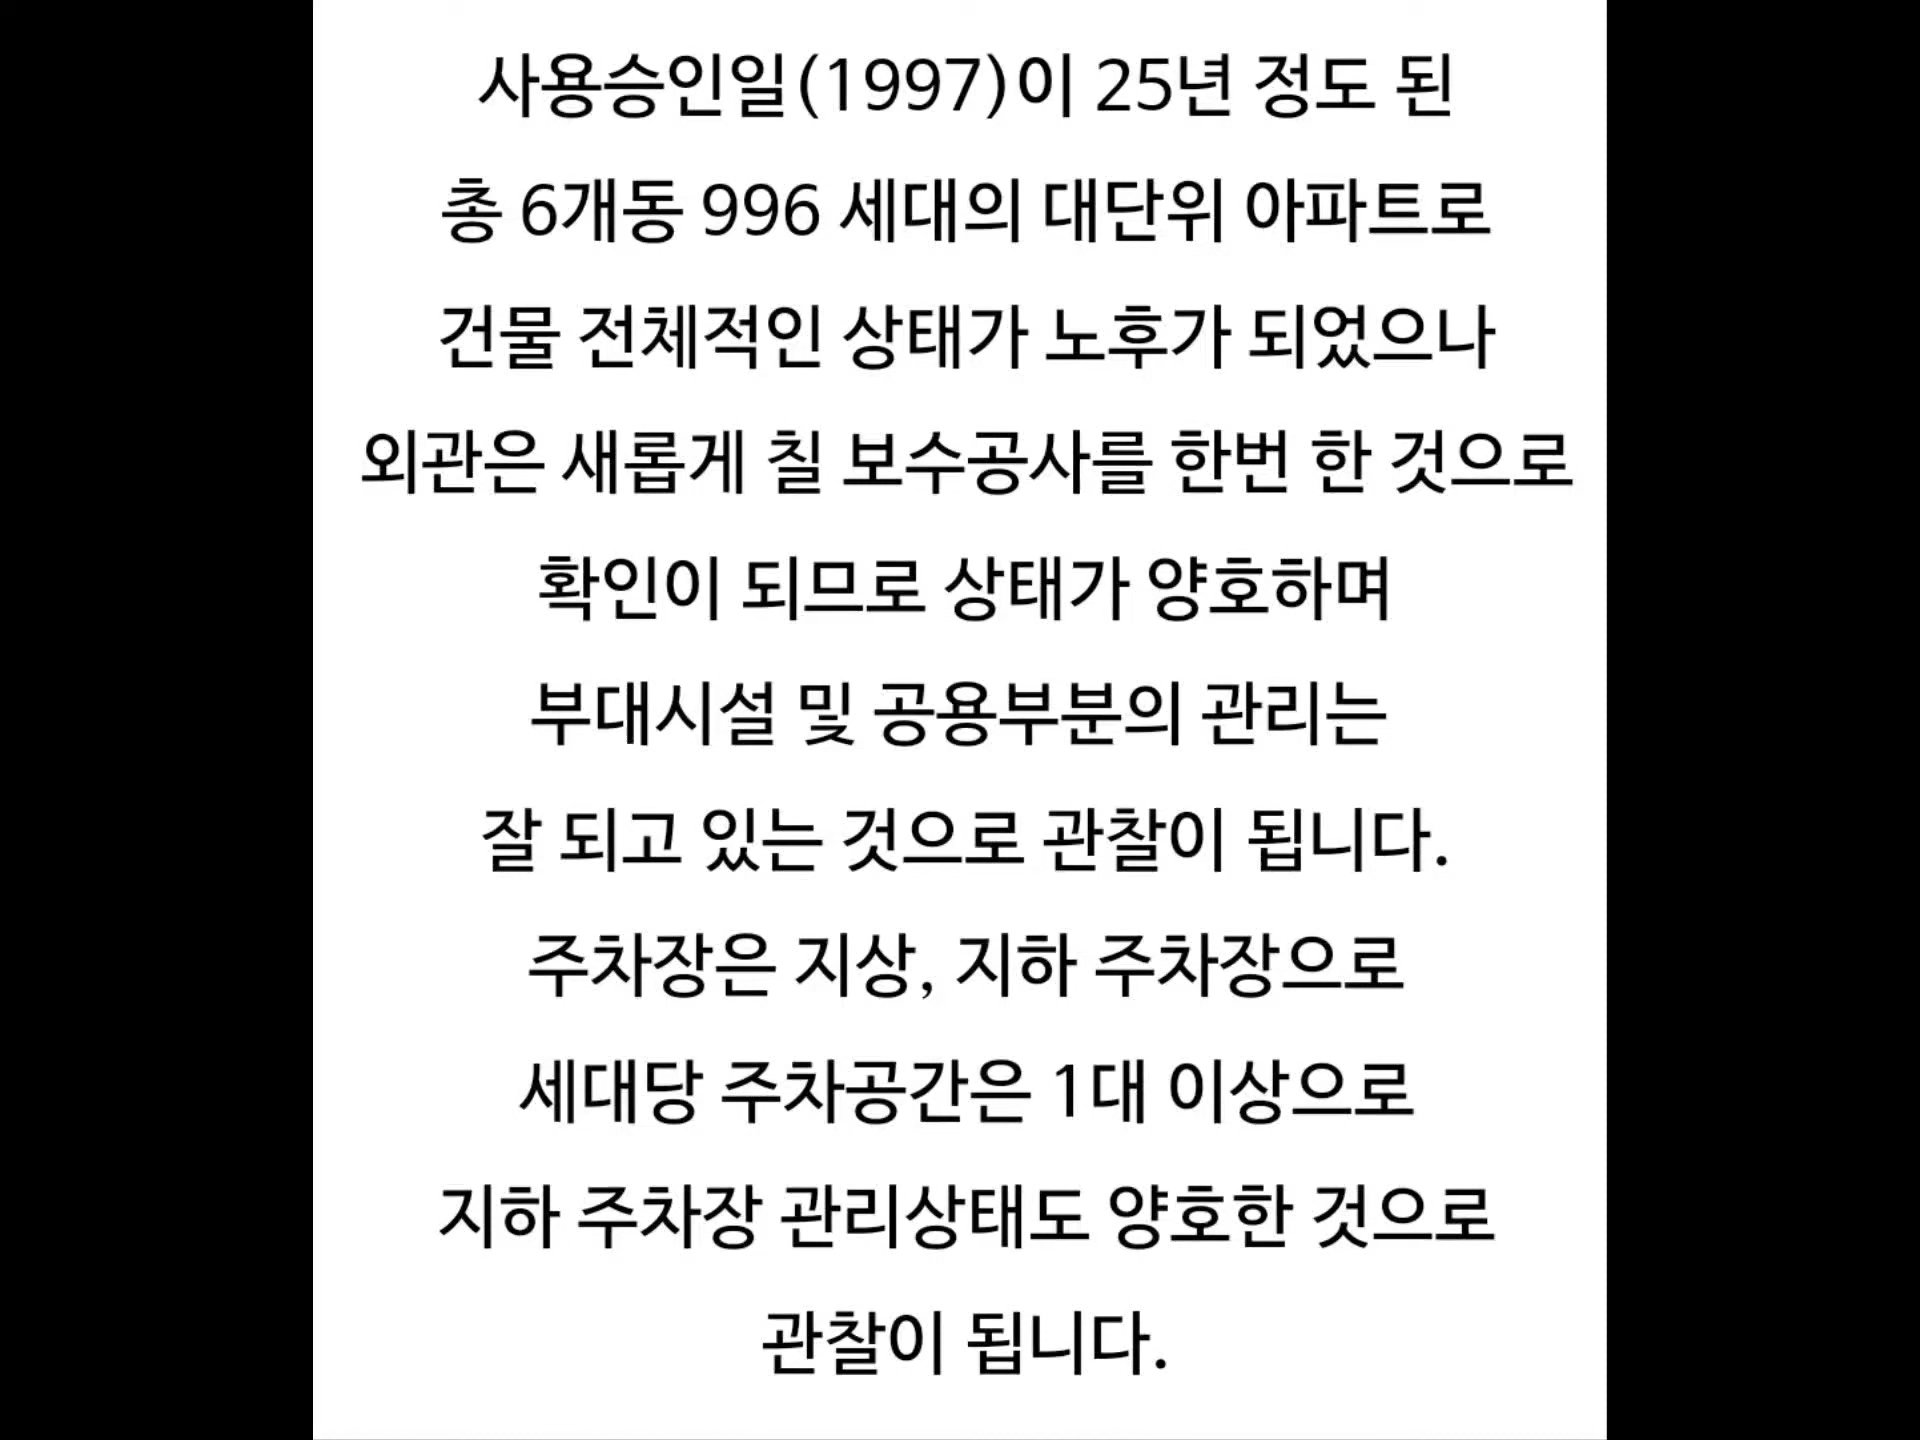 사용승인일(1997)이 25년 정도 된
총 6개동 996 세대의 대단위 아파트로
건물 전체적인 상태가 노후가 되었으나
외관은 새롭게 칠 보수공사를 한번 한 것으로
확인이 되므로 상태가 양호하며
부대시설 및 공용부분의 관리는
잘 되고 있는 것으로 관찰이 됩니다.
주차장은 지상, 지하 주차장으로
세대당 주차공간은 1대 이상으로
지하 주차장 관리상태도 양호한 것으로
관찰이 됩니다.